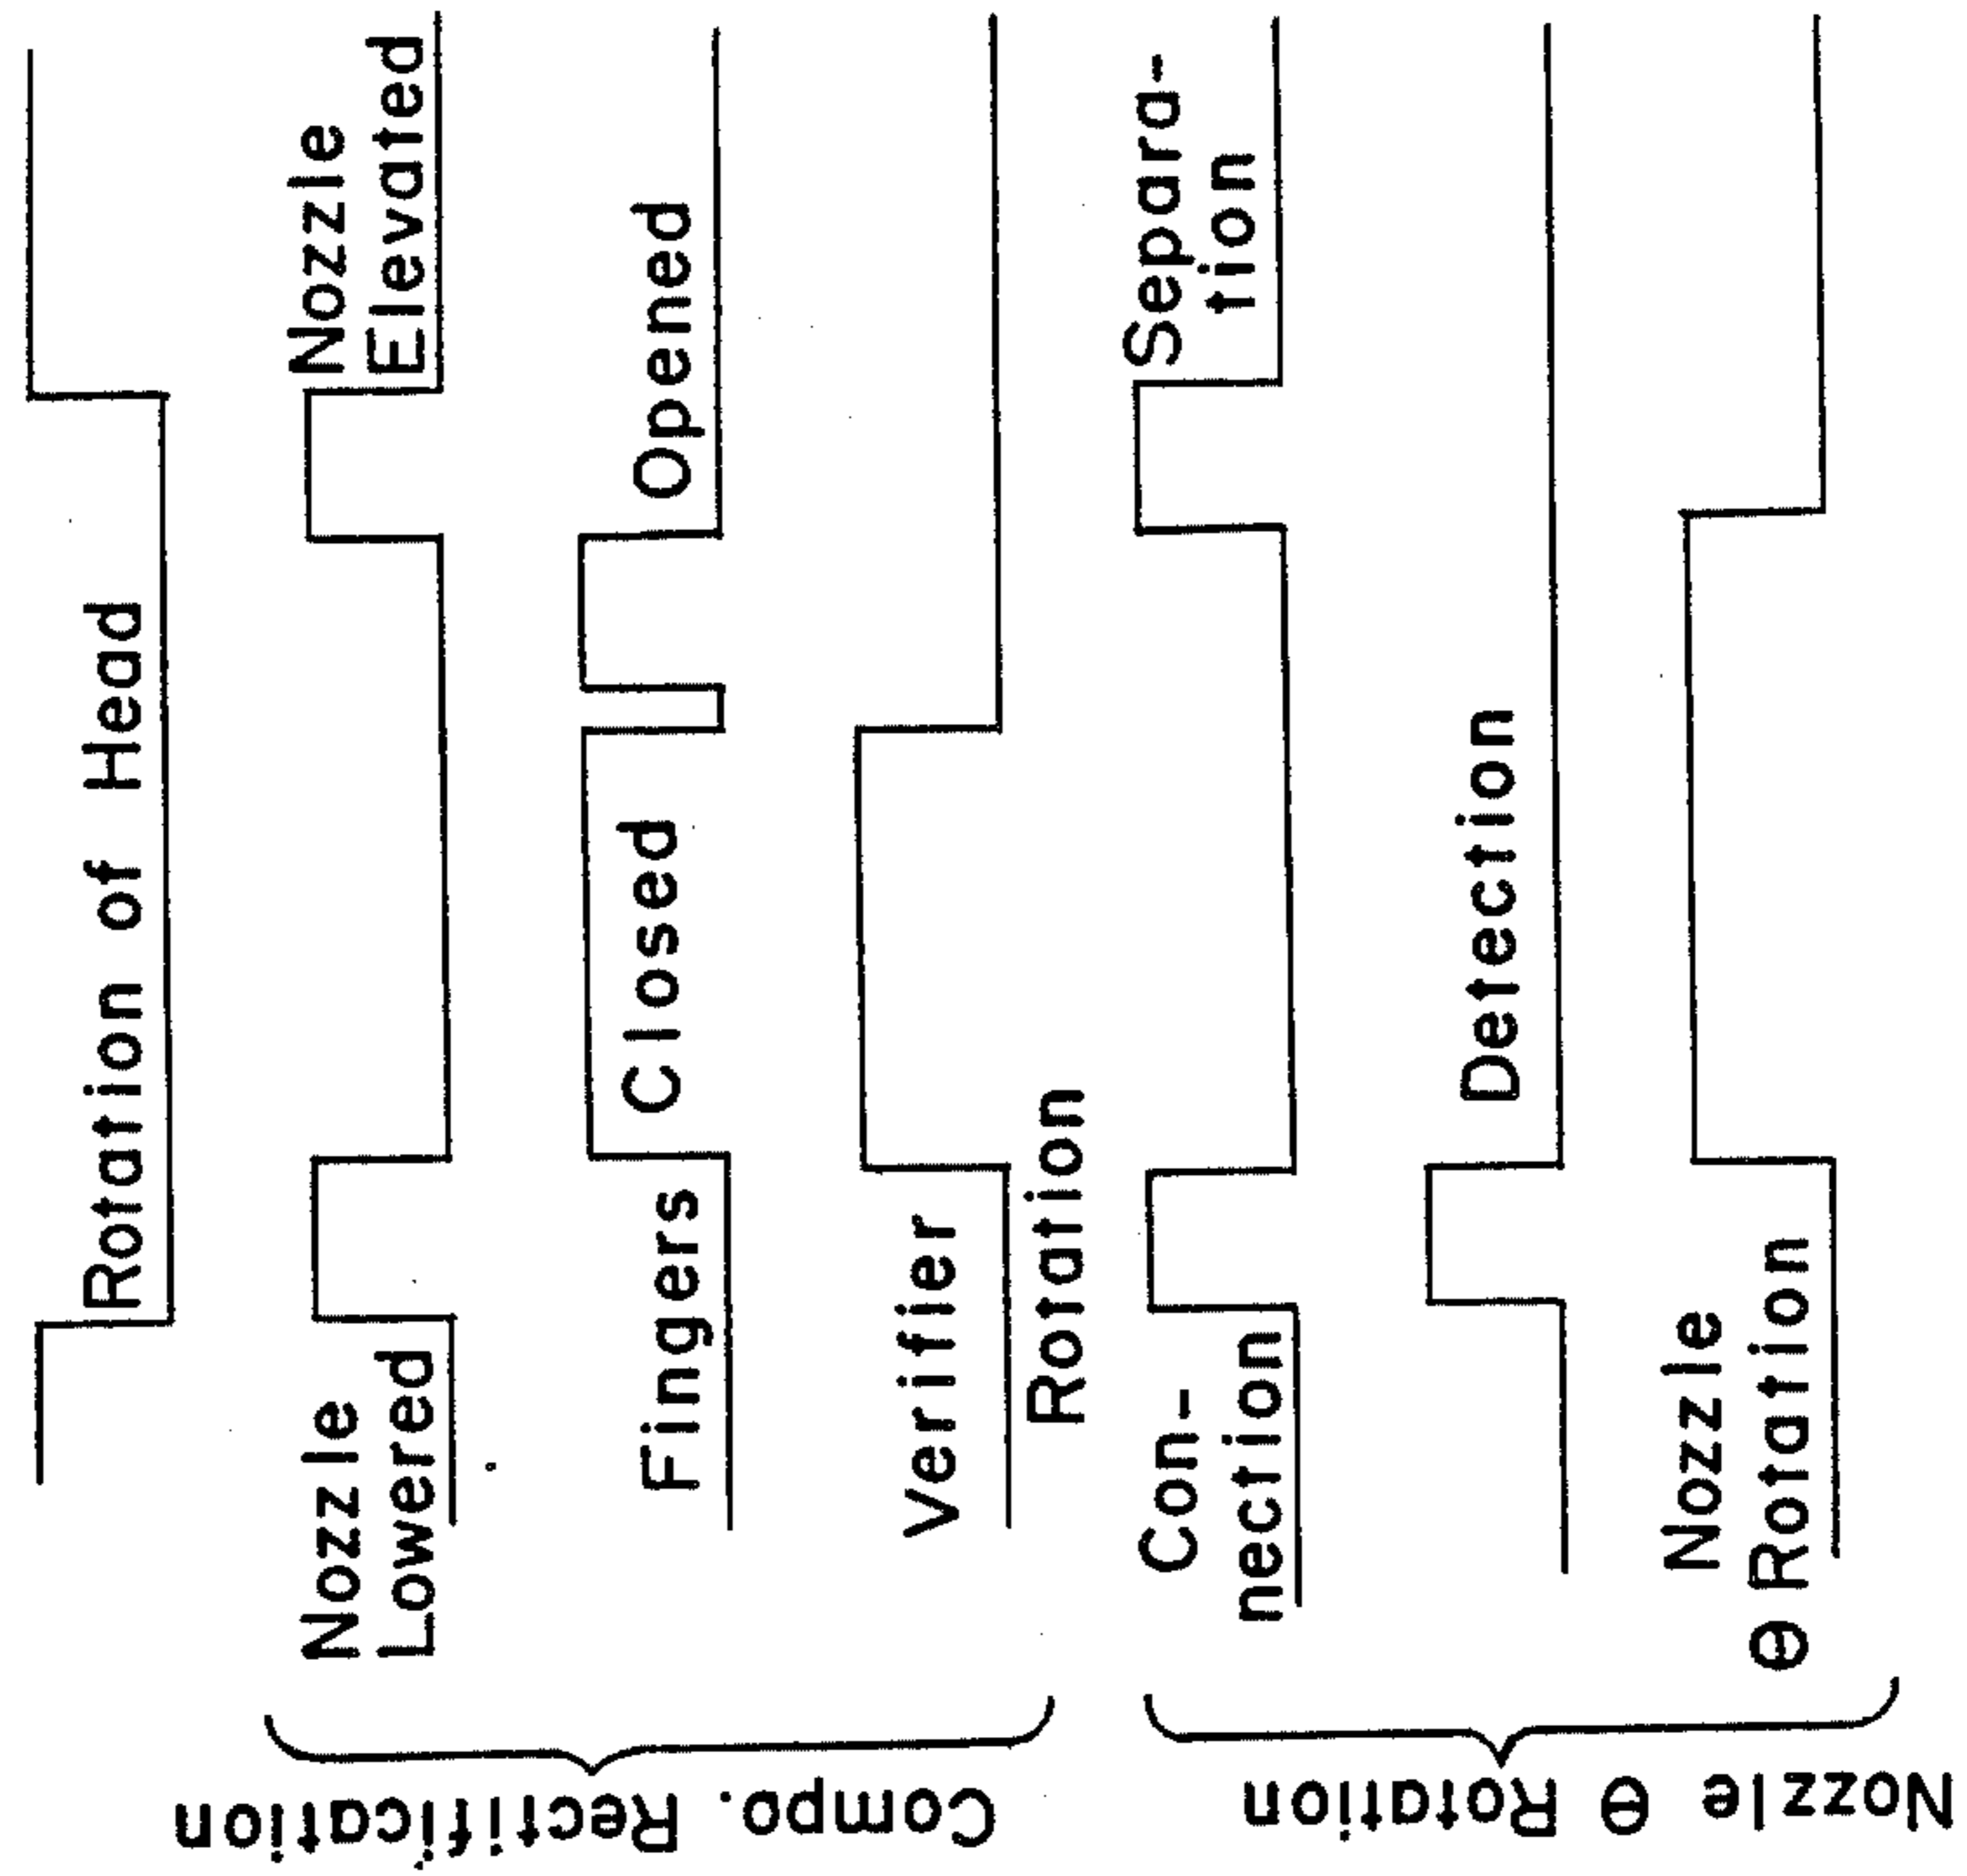 Rotation of Head
Compo. Rectification
Nozzle
Lowered
Nozzle
Elevated
Fingers
Closed
Opened
Verifier
Rotation
Nozzle Θ Rotation
Con-
nection
Separa-
tion
Detection
Nozzle
Θ Rotation